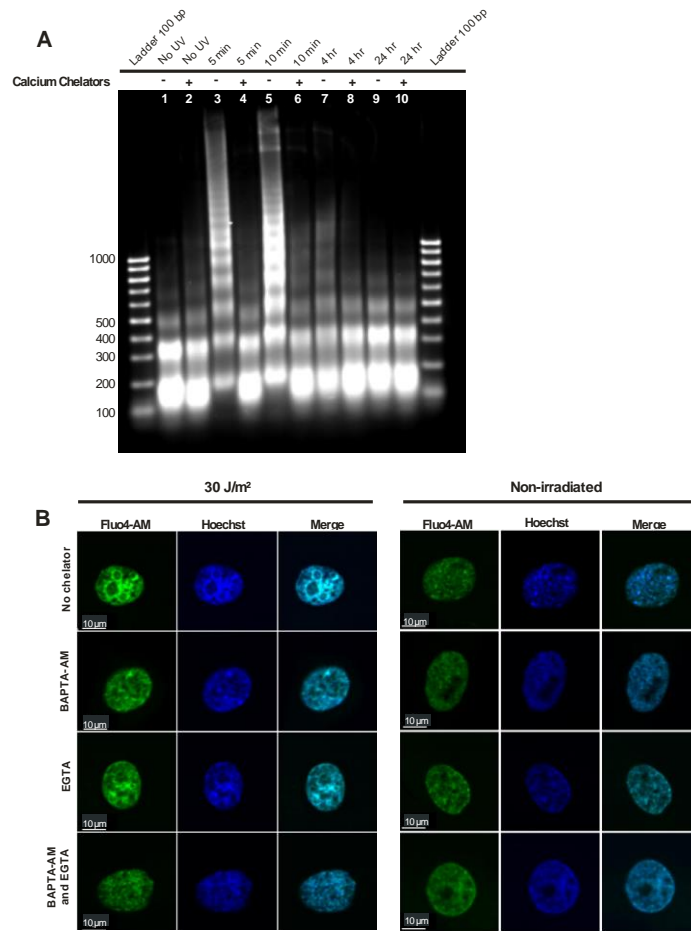 A
Ladder 100 bp
No UV
No UV
5 min
5 min
10 min
10 min
4 hr
4 hr
24 hr
24 hr
Ladder 100 bp
Calcium Chelators - + - + - + - + - +
1 2 3 4 5 6 7 8 9 10
1000
500
400
300
200
100
30 J/m² Non-irradiated
B
Fluo4-AM Hoechst Merge Fluo4-AM Hoechst Merge
No chelator
10 µm 10 µm
BAPTA-AM
10 µm 10 µm
EGTA
10 µm 10 µm
BAPTA-AM
and EGTA
10 µm 10 µm